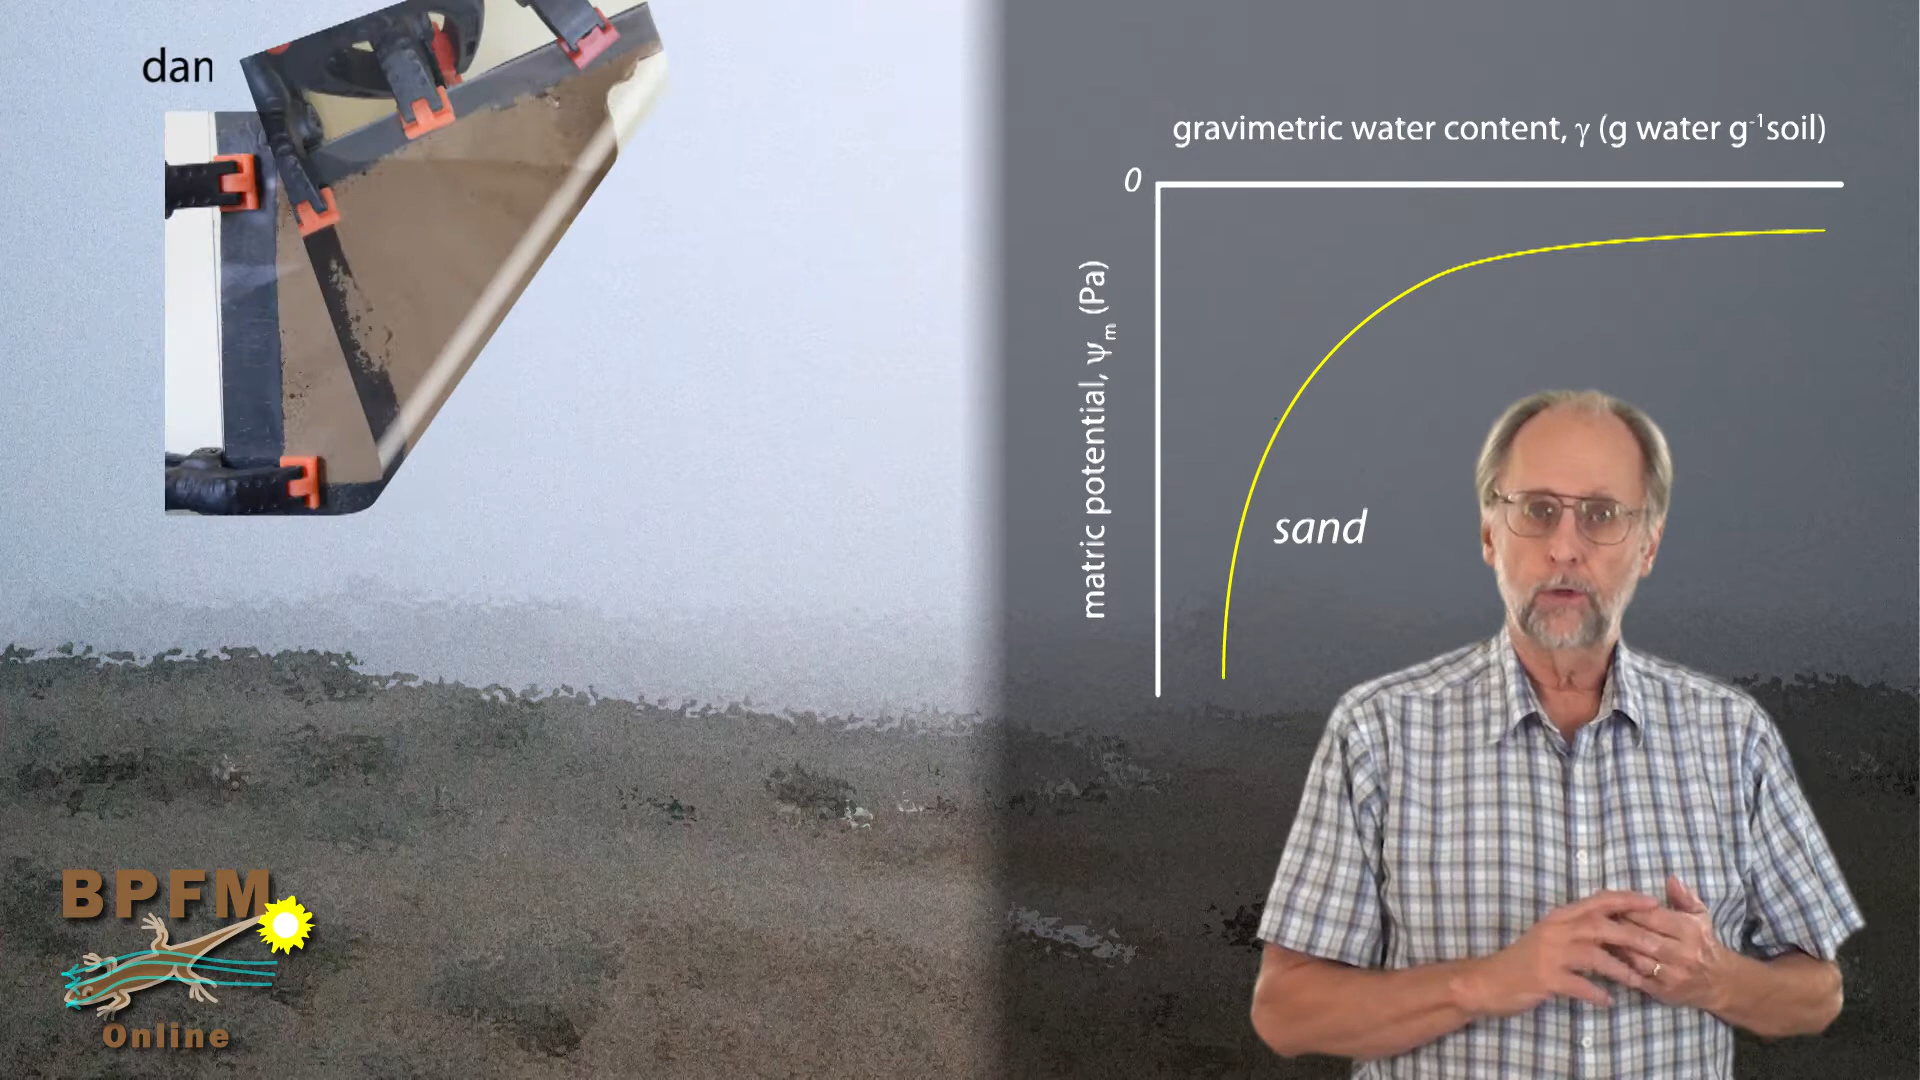 dan
gravimetric water content, γ (g water g⁻¹soil)
0
matric potential, ψₘ (Pa)
sand
BPFM
Online